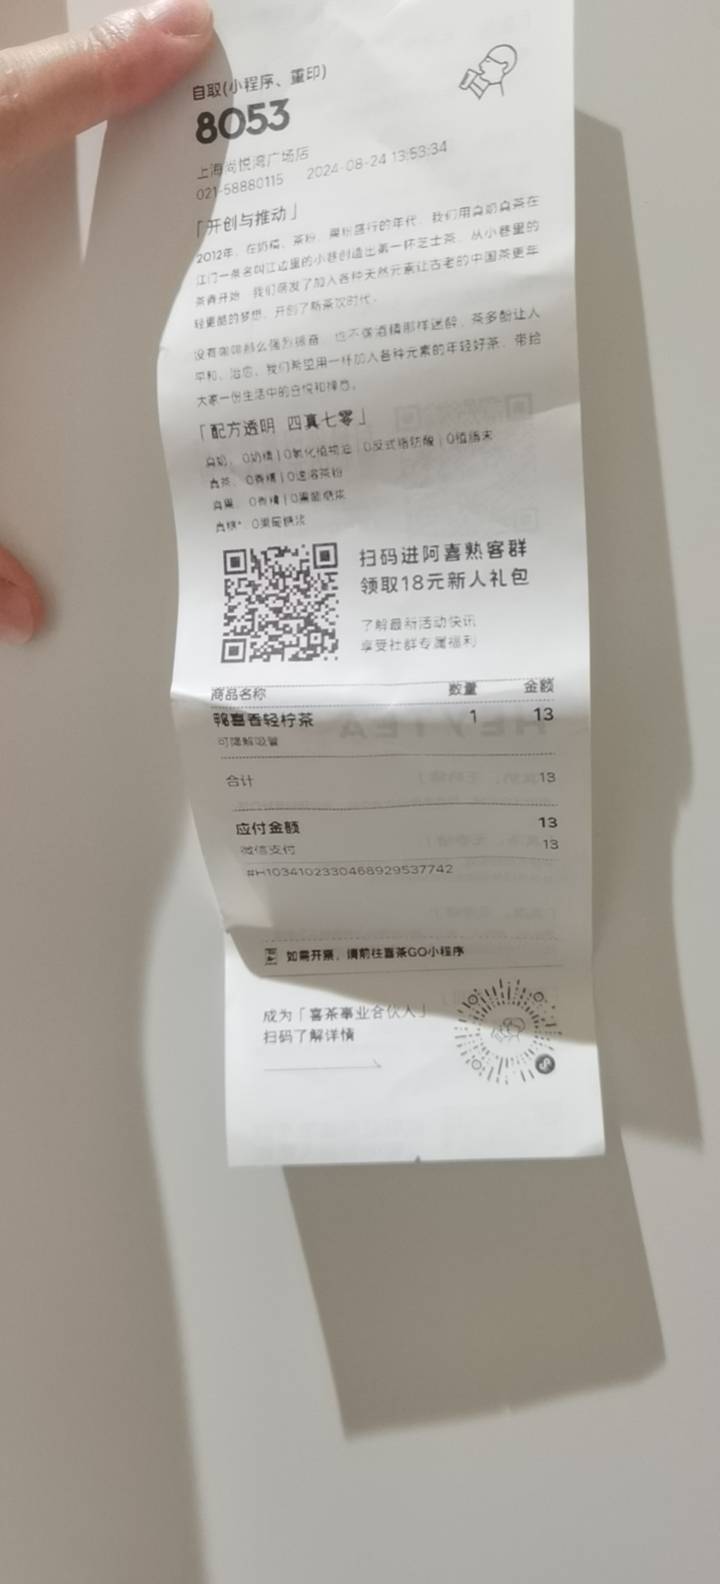 自取(小程序、重印)
8053
上海尚悦湾广场店
021-58880115 2024-08-24 13:53:34
「开创与推动」
2012年，在奶精、茶粉、果粉盛行的年代，我们用真奶真茶在
江门一条名叫江边里的小巷创造出第一杯芝士茶。从小巷里的
茶香开始，我们萌发了加入各种天然元素让古老的中国茶更年
轻更酷的梦想，开创了新茶饮时代。
没有咖啡那么强烈振奋，也不像酒精那样迷醉，茶多酚让人
平和、治愈。我们希望用一杯加入各种元素的年轻好茶，带给
大家一份生活中的自悦和禅意。
「配方透明 四真七零」
真奶：0奶精 | 0氢化植物油 | 0反式脂肪酸 | 0植脂末
真茶：0香精 | 0速溶茶粉
真果：0香精 | 0果葡糖浆
真糖*：0果葡糖浆
扫码进阿喜熟客群
领取18元新人礼包
了解最新活动快讯
享受社群专属福利
商品名称 数量 金额
鸭喜香轻柠茶 1 13
可降解吸管
合计 13
应付金额 13
微信支付 13
#H1034102330468929537742
如需开票，请前往喜茶GO小程序
成为「喜茶事业合伙人」
扫码了解详情